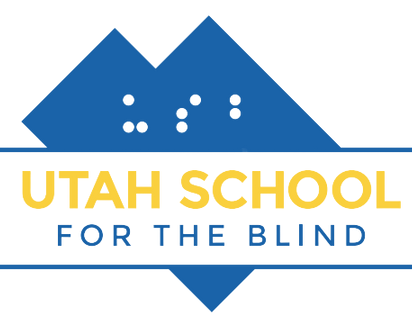 ⠥⠎⠃
UTAH SCHOOL
FOR THE BLIND